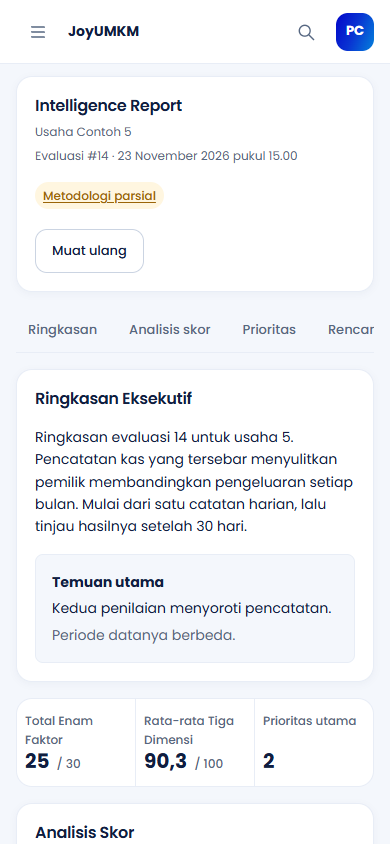 JoyUMKM
PC
Intelligence Report
Usaha Contoh 5
Evaluasi #14 · 23 November 2026 pukul 15.00
Metodologi parsial
Muat ulang
Ringkasan Analisis skor Prioritas Rencar
Ringkasan Eksekutif
Ringkasan evaluasi 14 untuk usaha 5.
Pencatatan kas yang tersebar menyulitkan
pemilik membandingkan pengeluaran setiap
bulan. Mulai dari satu catatan harian, lalu
tinjau hasilnya setelah 30 hari.
Temuan utama
Kedua penilaian menyoroti pencatatan.
Periode datanya berbeda.
Total Enam
Faktor
25 / 30
Rata-rata Tiga
Dimensi
90,3 / 100
Prioritas utama
2
Analisis Skor